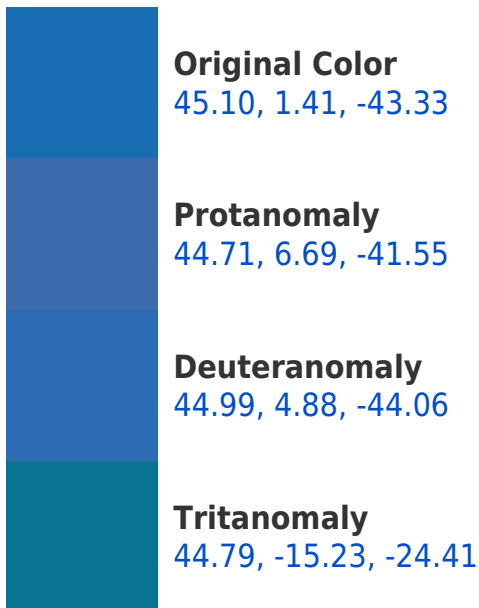 Original Color
45.10, 1.41, -43.33
Protanomaly
44.71, 6.69, -41.55
Deuteranomaly
44.99, 4.88, -44.06
Tritanomaly
44.79, -15.23, -24.41